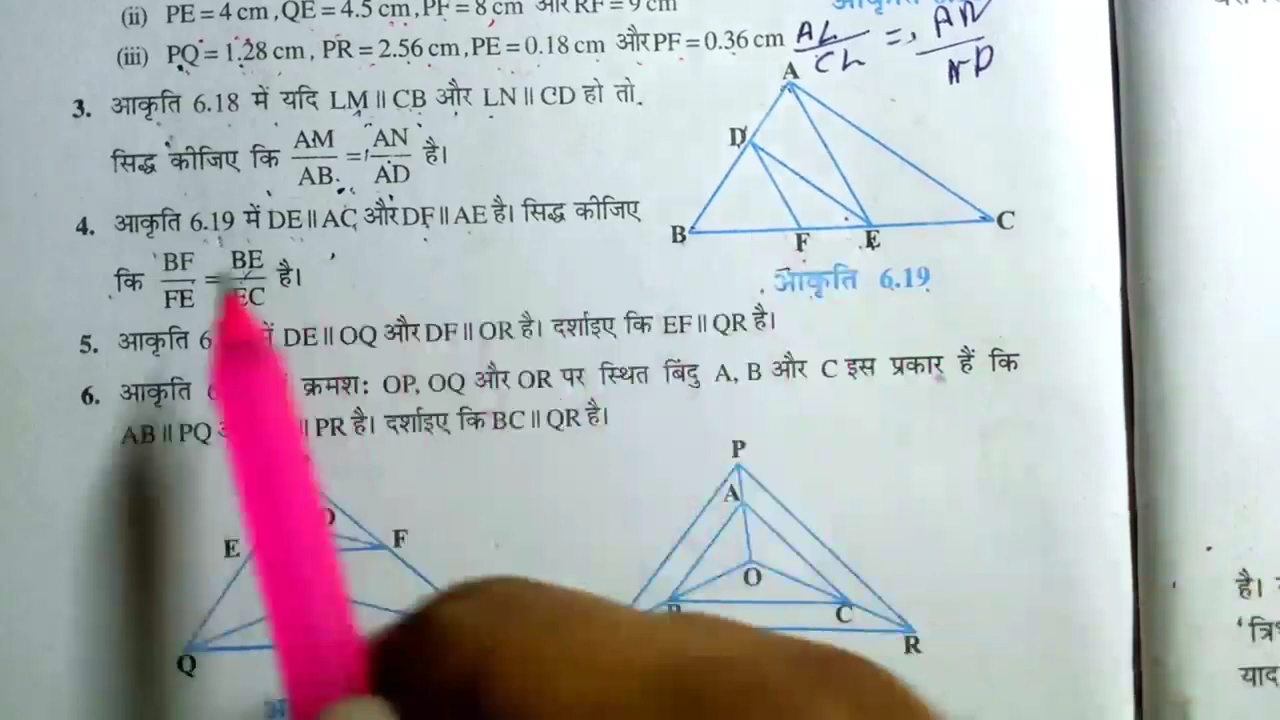 (ii) PE = 4 cm, QE = 4.5 cm, PF = 8 cm और RF = 9 cm
(iii) PQ = 1.28 cm, PR = 2.56 cm, PE = 0.18 cm और PF = 0.36 cm
AL/CL = AN/ND
3. आकृति 6.18 में यदि LM || CB और LN || CD हो तो
सिद्ध कीजिए कि AM/AB = AN/AD है।
4. आकृति 6.19 में DE || AC और DF || AE है। सिद्ध कीजिए
कि BF/FE = BE/EC है।
A
D
B
F
E
C
आकृति 6.19
5. आकृति 6 में DE || OQ और DF || OR है। दर्शाइए कि EF || QR है।
6. आकृति क्रमश: OP, OQ और OR पर स्थित बिंदु A, B और C इस प्रकार हैं कि
AB || PQ || PR है। दर्शाइए कि BC || QR है।
E
F
Q
P
A
O
C
R
है।
याद